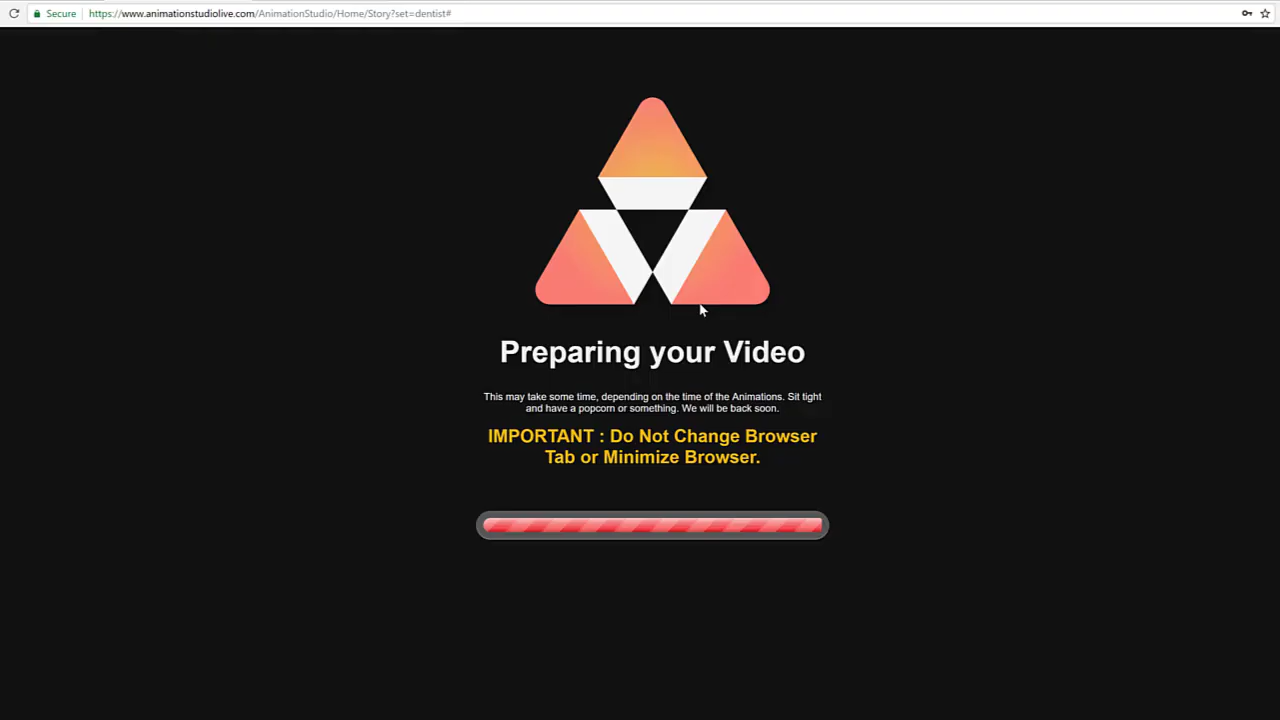 Secure
https://www.animationstudiolive.com/AnimationStudio/Home/Story?set=dentist#
Preparing your Video
This may take some time, depending on the time of the Animations. Sit tight
and have a popcorn or something. We will be back soon.
IMPORTANT : Do Not Change Browser
Tab or Minimize Browser.